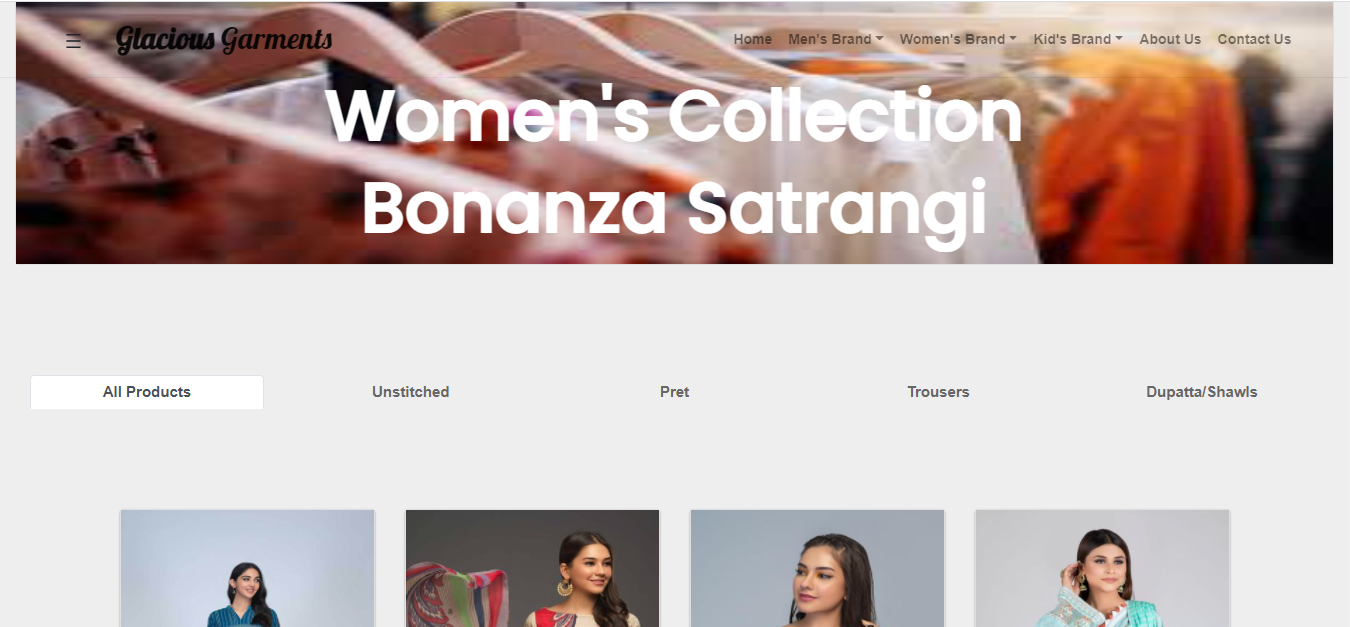 ☰ Glacious Garments Home Men's Brand Women's Brand Kid's Brand About Us Contact Us
Women's Collection
Bonanza Satrangi
All Products Unstitched Pret Trousers Dupatta/Shawls